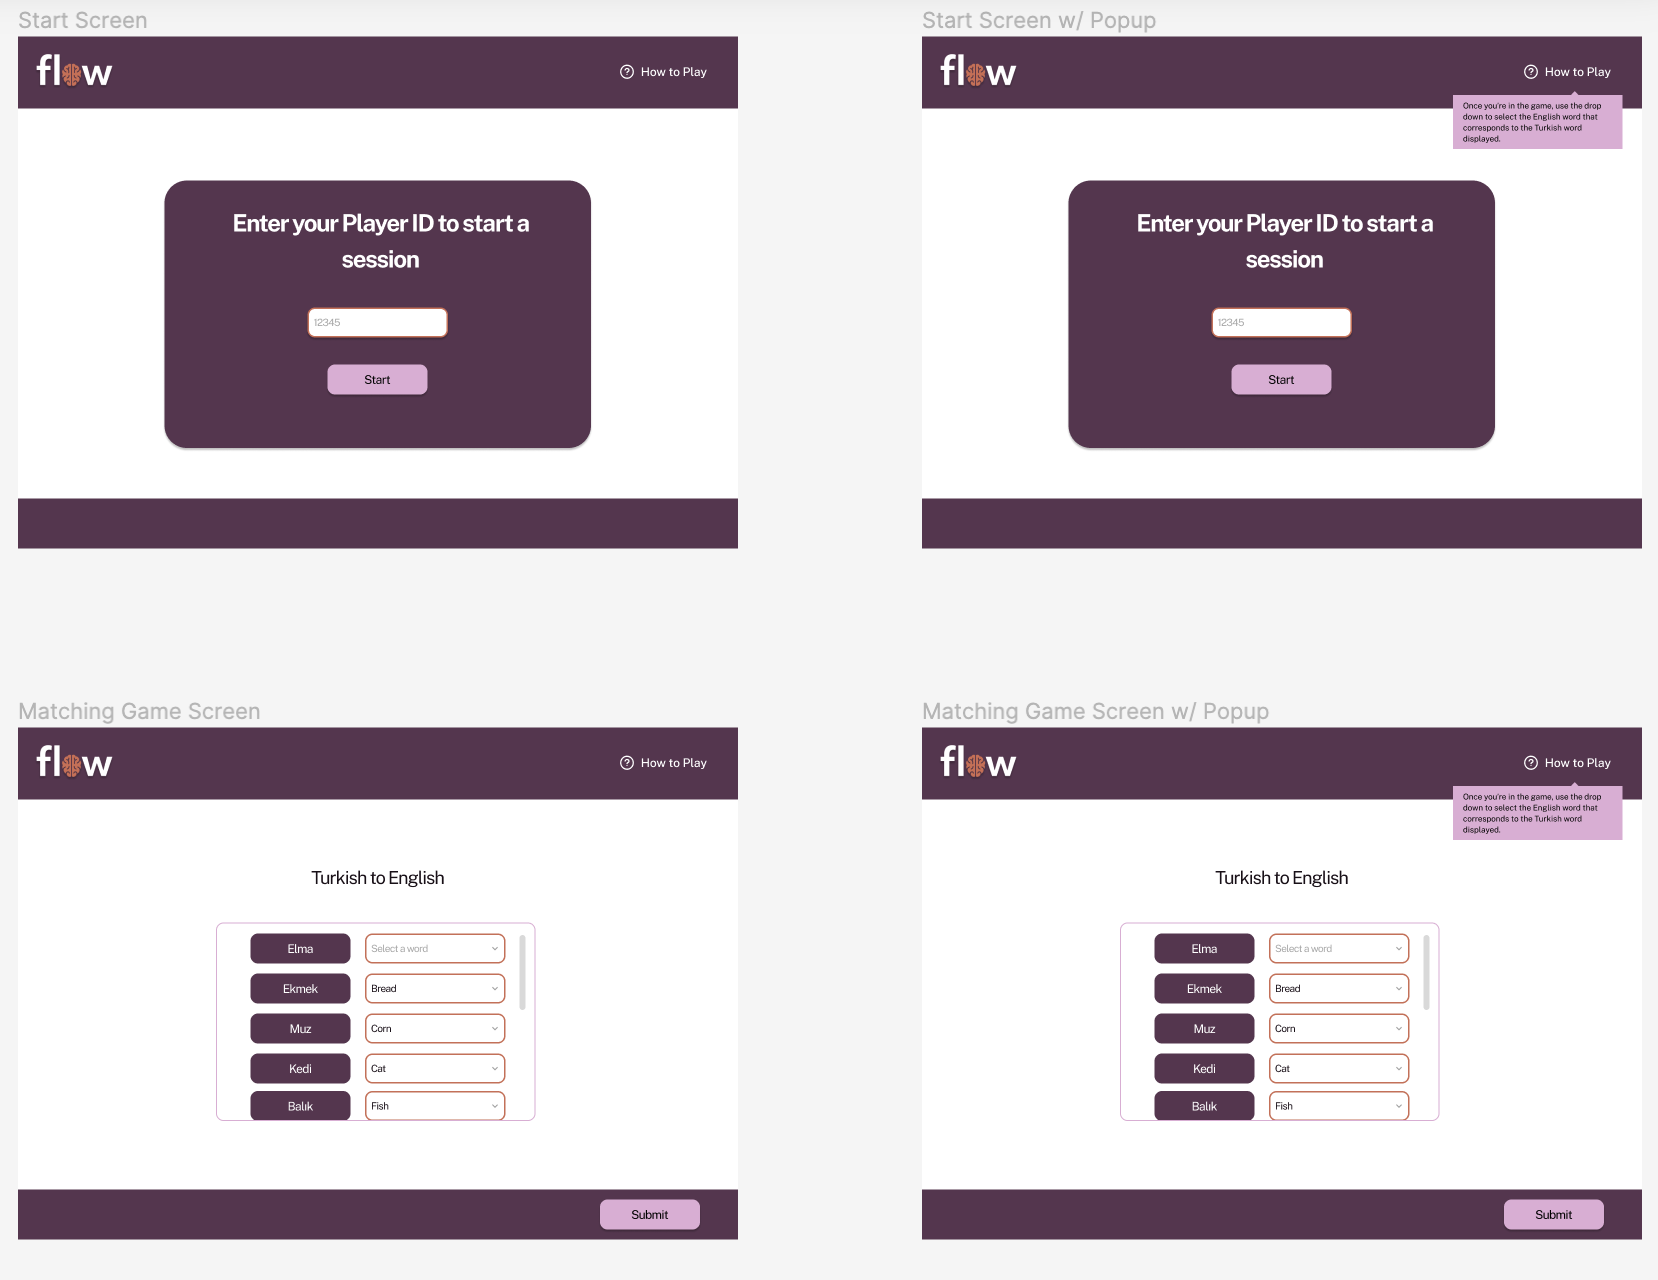 Start Screen
flow
How to Play
Enter your Player ID to start a
session
12345
Start
Start Screen w/ Popup
flow
How to Play
Once you're in the game, use the drop
down to select the English word that
corresponds to the Turkish word
displayed.
Enter your Player ID to start a
session
12345
Start
Matching Game Screen
flow
How to Play
Turkish to English
Elma
Select a word
Ekmek
Bread
Muz
Corn
Kedi
Cat
Balık
Fish
Submit
Matching Game Screen w/ Popup
flow
How to Play
Once you're in the game, use the drop
down to select the English word that
corresponds to the Turkish word
displayed.
Turkish to English
Elma
Select a word
Ekmek
Bread
Muz
Corn
Kedi
Cat
Balık
Fish
Submit